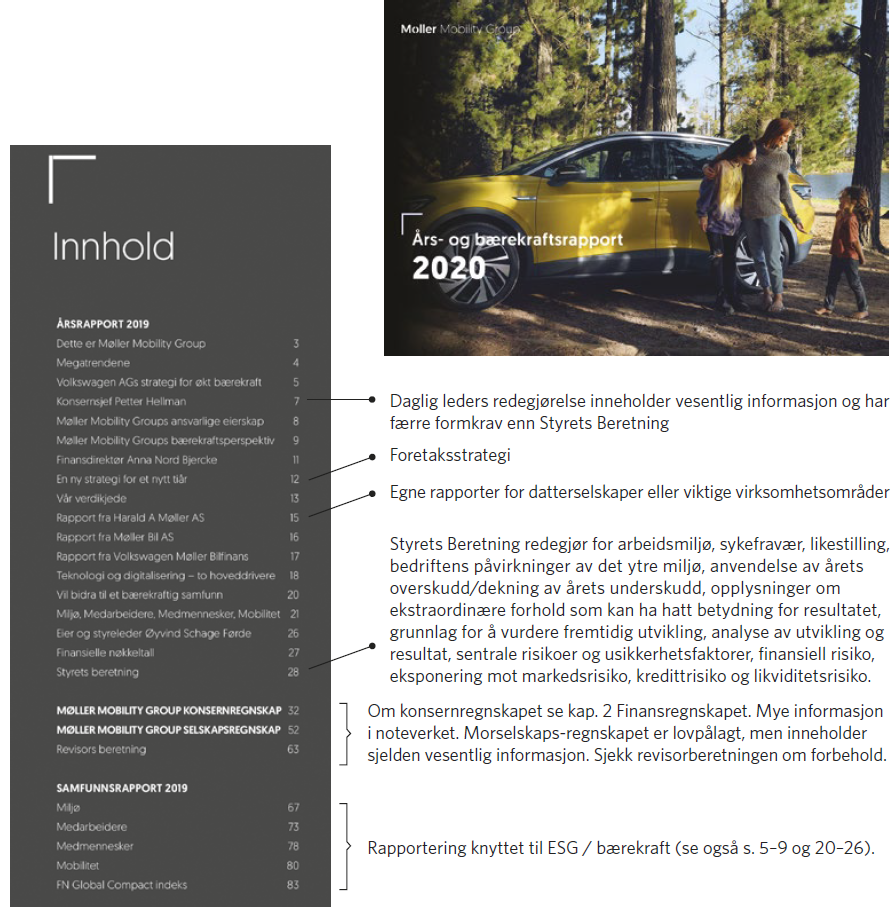 Møller Mobility Group
Års- og bærekraftsrapport
2020
Innhold
ÅRSRAPPORT 2019
Dette er Møller Mobility Group 3
Megatrendene 4
Volkswagen AGs strategi for økt bærekraft 5
Konsernsjef Petter Hellman 7
Møller Mobility Groups ansvarlige eierskap 8
Møller Mobility Groups bærekraftsperspektiv 9
Finansdirektør Anna Nord Bjercke 11
En ny strategi for et nytt tiår 12
Vår verdikjede 13
Rapport fra Harald A Møller AS 15
Rapport fra Møller Bil AS 16
Rapport fra Volkswagen Møller Bilfinans 17
Teknologi og digitalisering – to hoveddrivere 18
Vil bidra til et bærekraftig samfunn 20
Miljø, Medarbeidere, Medmennesker, Mobilitet 21
Eier og styreleder Øyvind Schage Førde 26
Finansielle nøkkeltall 27
Styrets beretning 28
MØLLER MOBILITY GROUP KONSERNREGNSKAP 32
MØLLER MOBILITY GROUP SELSKAPSREGNSKAP 52
Revisors beretning 63
SAMFUNNSRAPPORT 2019
Miljø 67
Medarbeidere 73
Medmennesker 78
Mobilitet 80
FN Global Compact indeks 83
Daglig leders redegjørelse inneholder vesentlig informasjon og har
færre formkrav enn Styrets Beretning
Foretaksstrategi
Egne rapporter for datterselskaper eller viktige virksomhetsområder
Styrets Beretning redegjør for arbeidsmiljø, sykefravær, likestilling,
bedriftens påvirkninger av det ytre miljø, anvendelse av årets
overskudd/dekning av årets underskudd, opplysninger om
ekstraordinære forhold som kan ha hatt betydning for resultatet,
grunnlag for å vurdere fremtidig utvikling, analyse av utvikling og
resultat, sentrale risikoer og usikkerhetsfaktorer, finansiell risiko,
eksponering mot markedsrisiko, kredittrisiko og likviditetsrisiko.
Om konsernregnskapet se kap. 2 Finansregnskapet. Mye informasjon
i noteverket. Morselskaps-regnskapet er lovpålagt, men inneholder
sjelden vesentlig informasjon. Sjekk revisorberetningen om forbehold.
Rapportering knyttet til ESG / bærekraft (se også s. 5–9 og 20–26).